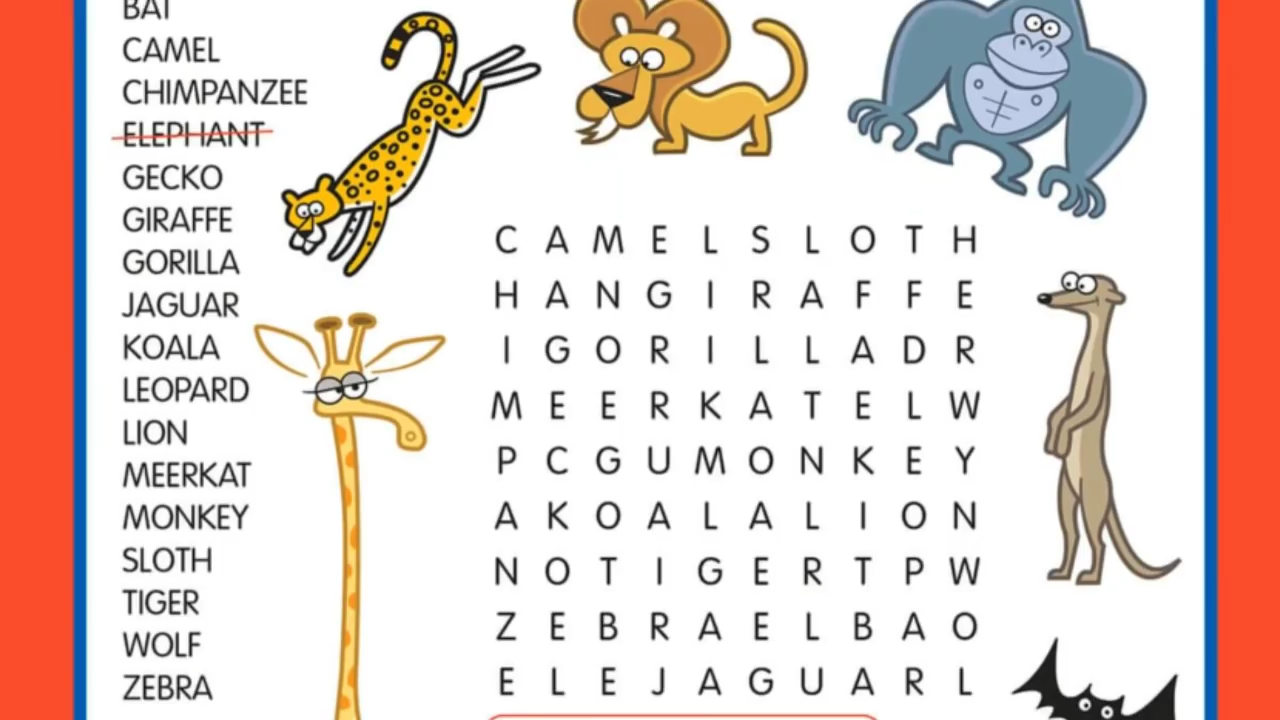 BAT
CAMEL
CHIMPANZEE
ELEPHANT
GECKO
GIRAFFE
GORILLA
JAGUAR
KOALA
LEOPARD
LION
MEERKAT
MONKEY
SLOTH
TIGER
WOLF
ZEBRA
C A M E L S L O T H
H A N G I R A F F E
I G O R I L L A D R
M E E R K A T E L W
P C G U M O N K E Y
A K O A L A L I O N
N O T I G E R T P W
Z E B R A E L B A O
E L E J A G U A R L